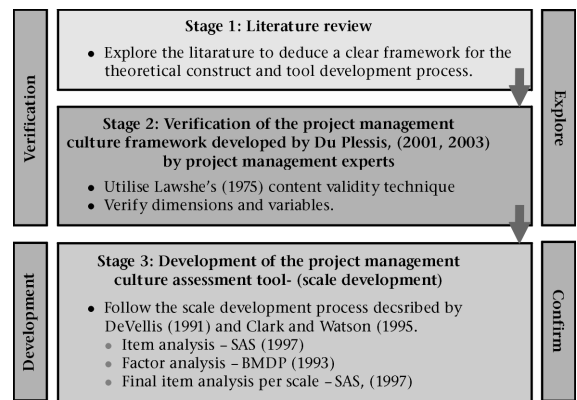 Verification
Stage 1: Literature review
• Explore the litarature to deduce a clear framework for the
theoretical construct and tool development process.
Stage 2: Verification of the project management
culture framework developed by Du Plessis, (2001, 2003)
by project management experts
• Utilise Lawshe's (1975) content validity technique
• Verify dimensions and variables.
Explore
Development
Stage 3: Development of the project management
culture assessment tool- (scale development)
• Follow the scale development process decsribed by
DeVellis (1991) and Clark and Watson (1995.
• Item analysis – SAS (1997)
• Factor analysis – BMDP (1993)
• Final item analysis per scale – SAS, (1997)
Confirm